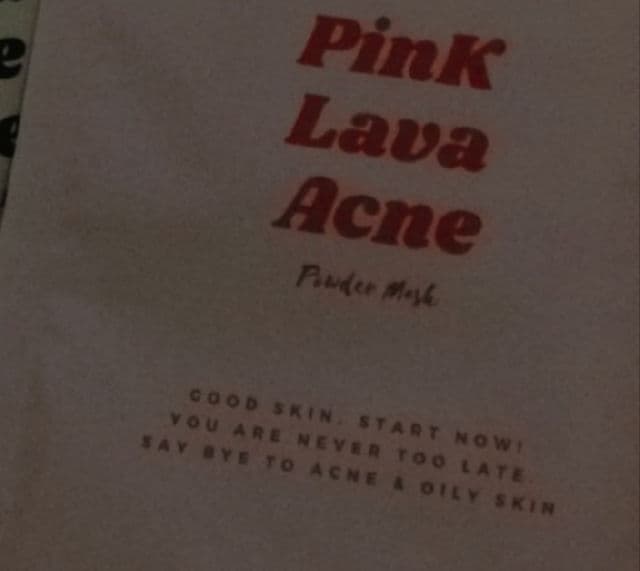 Pink
Lava
Acne
Powder Mask
GOOD SKIN. START NOW!
YOU ARE NEVER TOO LATE.
SAY BYE TO ACNE & OILY SKIN
e
e